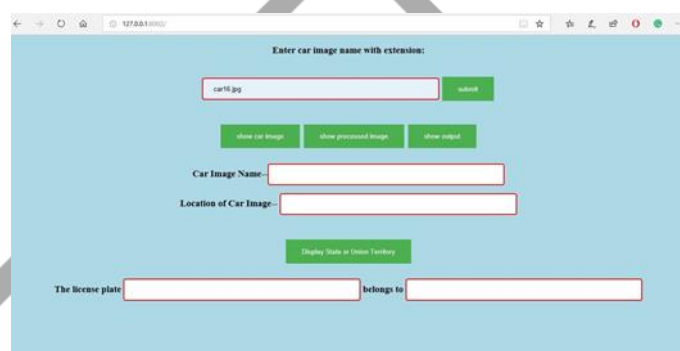 127.0.0.1:8000/
Enter car image name with extension:
car16.jpg submit
show car image show processed image show output
Car Image Name--
Location of Car Image--
Display State or Union Territory
The license plate belongs to